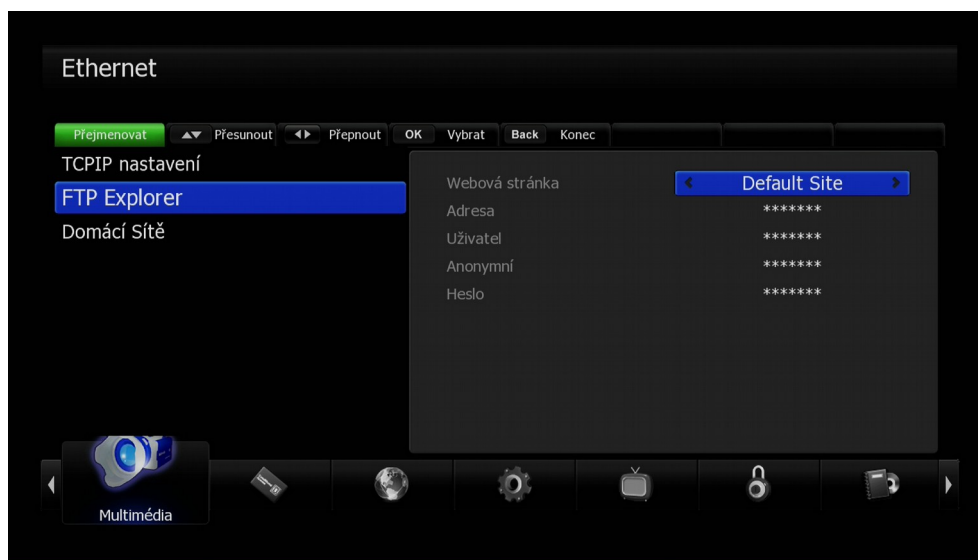 Ethernet
Přejmenovat Přesunout Přepnout OK Vybrat Back Konec
TCPIP nastavení
FTP Explorer
Domácí Sítě
Webová stránka Default Site
Adresa *******
Uživatel *******
Anonymní *******
Heslo *******
Multimédia